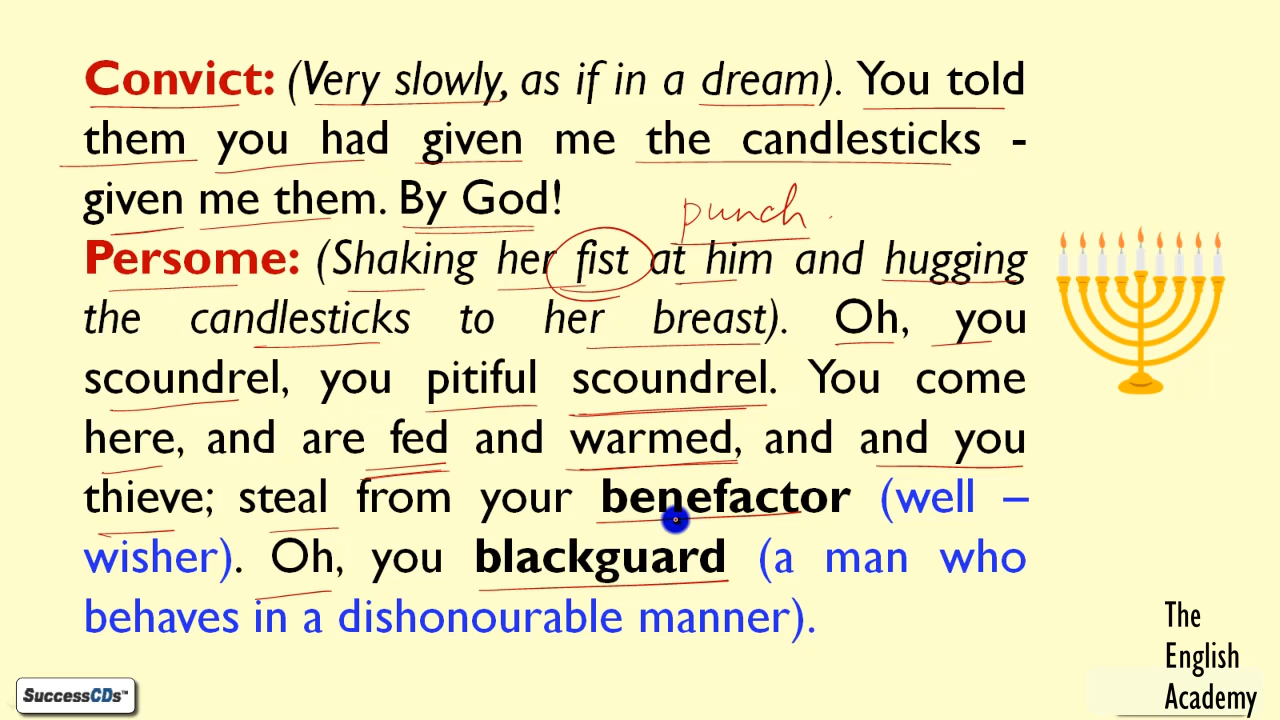 Convict: (Very slowly, as if in a dream). You told
them you had given me the candlesticks -
given me them. By God!
punch.
Persome: (Shaking her fist at him and hugging
the candlesticks to her breast). Oh, you
scoundrel, you pitiful scoundrel. You come
here, and are fed and warmed, and and you
thieve; steal from your benefactor (well –
wisher). Oh, you blackguard (a man who
behaves in a dishonourable manner).
The
English
Academy
SuccessCDs™